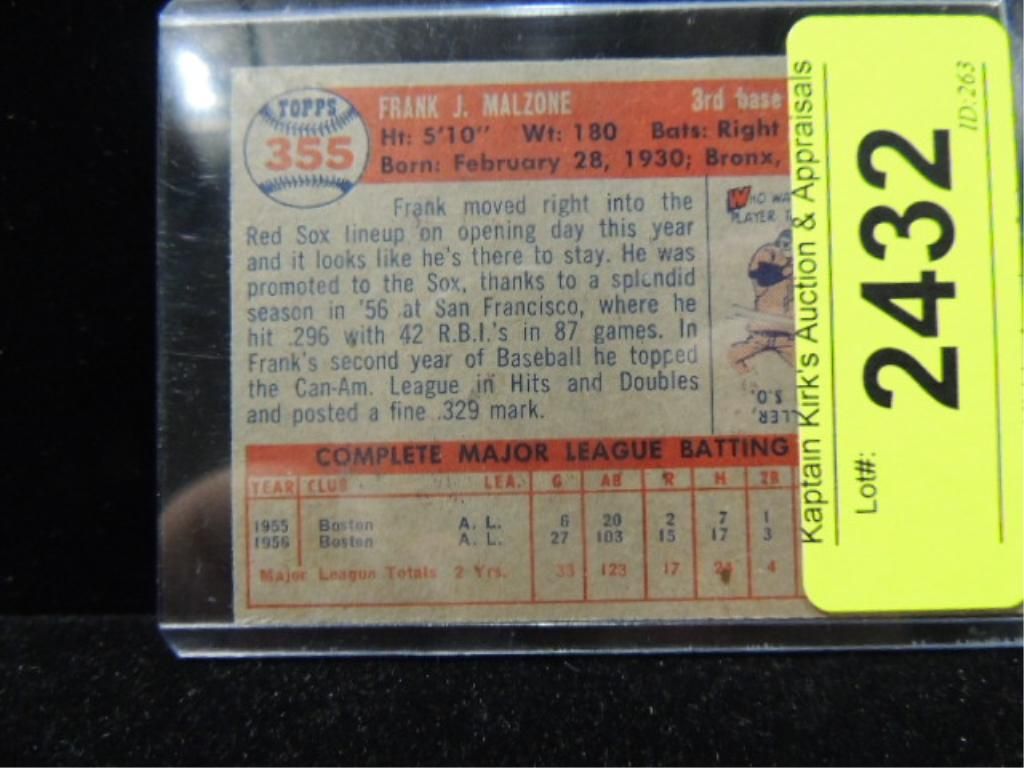 TOPPS
355
FRANK J. MALZONE 3rd base
Ht: 5'10" Wt: 180 Bats: Right
Born: February 28, 1930; Bronx,
Frank moved right into the
Red Sox lineup on opening day this year
and it looks like he's there to stay. He was
promoted to the Sox, thanks to a splendid
season in '56 at San Francisco, where he
hit .296 with 42 R.B.I.'s in 87 games. In
Frank's second year of Baseball he topped
the Can-Am. League in Hits and Doubles
and posted a fine .329 mark.
WHO WA
PLAYER T
LLER,
S.O.
COMPLETE MAJOR LEAGUE BATTING
YEAR CLUB LEA. G AB R H 2B
1955 Boston A. L. 6 20 2 7 1
1956 Boston A. L. 27 103 15 17 3
Major League Totals 2 Yrs. 33 123 17 24 4
Kaptain Kirk's Auction & Appraisals
Lot#:
2432
ID:263